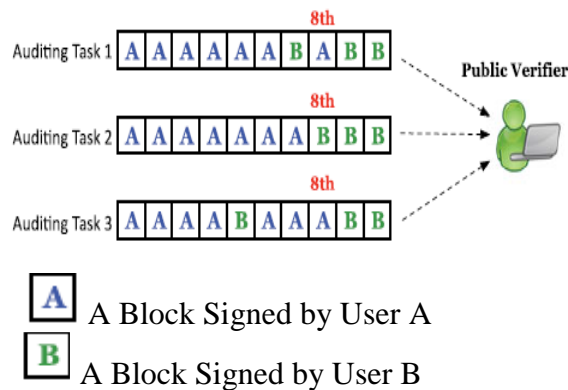 8th
Auditing Task 1 A A A A A A B A B B
Public Verifier
8th
Auditing Task 2 A A A A A A A B B B
8th
Auditing Task 3 A A A A B A A A B B
A A Block Signed by User A
B A Block Signed by User B